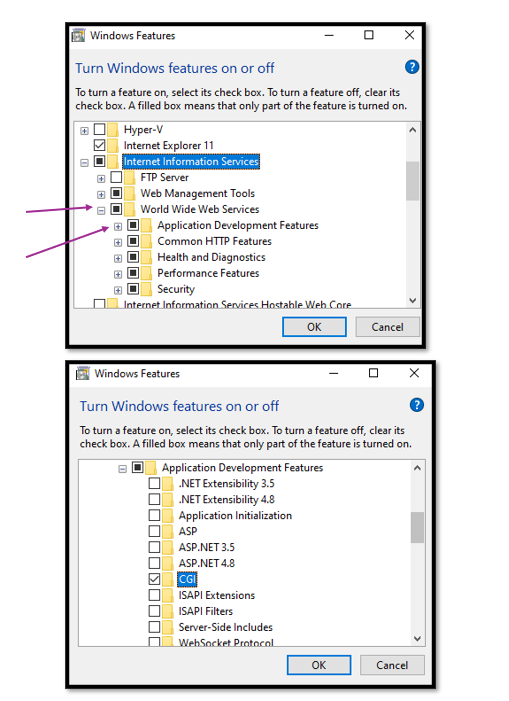 Windows Features
Turn Windows features on or off
To turn a feature on, select its check box. To turn a feature off, clear its
check box. A filled box means that only part of the feature is turned on.
Hyper-V
Internet Explorer 11
Internet Information Services
FTP Server
Web Management Tools
World Wide Web Services
Application Development Features
Common HTTP Features
Health and Diagnostics
Performance Features
Security
Internet Information Services Hostable Web Core
OK Cancel
Windows Features
Turn Windows features on or off
To turn a feature on, select its check box. To turn a feature off, clear its
check box. A filled box means that only part of the feature is turned on.
Application Development Features
.NET Extensibility 3.5
.NET Extensibility 4.8
Application Initialization
ASP
ASP.NET 3.5
ASP.NET 4.8
CGI
ISAPI Extensions
ISAPI Filters
Server-Side Includes
WebSocket Protocol
OK Cancel